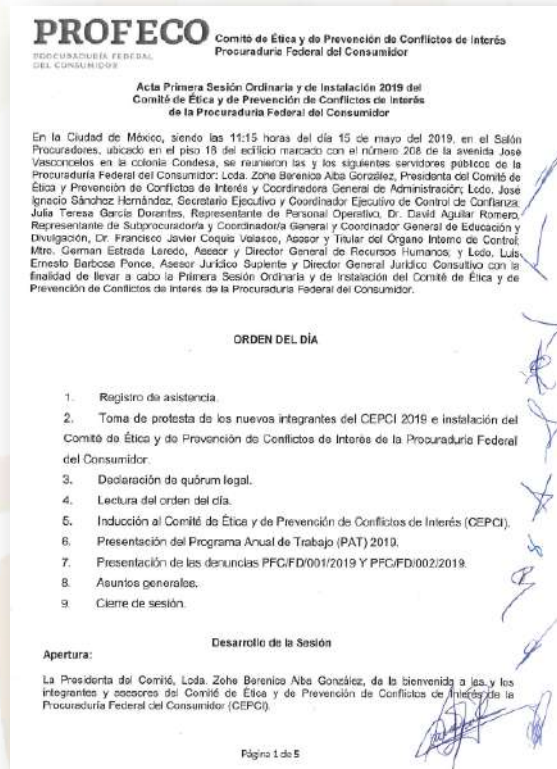 PROFECO
PROCURADURÍA FEDERAL
DEL CONSUMIDOR
Comité de Ética y de Prevención de Conflictos de Interés
Procuraduría Federal del Consumidor
Acta Primera Sesión Ordinaria y de Instalación 2019 del
Comité de Ética y de Prevención de Conflictos de Interés
de la Procuraduría Federal del Consumidor
En la Ciudad de México, siendo las 11:15 horas del día 15 de mayo del 2019, en el Salón
Procuradores, ubicado en el piso 18 del edificio marcado con el número 208 de la avenida José
Vasconcelos en la colonia Condesa, se reunieron las y los siguientes servidores públicos de la
Procuraduría Federal del Consumidor: Lcda. Zohe Berenice Alba González, Presidenta del Comité de
Ética y Prevención de Conflictos de Interés y Coordinadora General de Administración; Lcdo. José
Ignacio Sánchez Hernández, Secretario Ejecutivo y Coordinador Ejecutivo de Control de Confianza;
Julia Teresa García Dorantes, Representante de Personal Operativo, Dr. David Aguilar Romero,
Representante de Subprocurador/a y Coordinador/a General y Coordinador General de Educación y
Divulgación, Dr. Francisco Javier Coquis Velasco, Asesor y Titular del Órgano Interno de Control;
Mtro. German Estrada Laredo, Asesor y Director General de Recursos Humanos; y Lcdo. Luis
Ernesto Barbosa Ponce, Asesor Jurídico Suplente y Director General Jurídico Consultivo con la
finalidad de llevar a cabo la Primera Sesión Ordinaria y de Instalación del Comité de Ética y de
Prevención de Conflictos de Interés de la Procuraduría Federal del Consumidor.
ORDEN DEL DÍA
1. Registro de asistencia.
2. Toma de protesta de los nuevos integrantes del CEPCI 2019 e instalación del
Comité de Ética y de Prevención de Conflictos de Interés de la Procuraduría Federal
del Consumidor.
3. Declaración de quórum legal.
4. Lectura del orden del día.
5. Inducción al Comité de Ética y de Prevención de Conflictos de Interés (CEPCI).
6. Presentación del Programa Anual de Trabajo (PAT) 2019.
7. Presentación de las denuncias PFC/FD/001/2019 Y PFC/FD/002/2019.
8. Asuntos generales.
9. Cierre de sesión.
Desarrollo de la Sesión
Apertura:
La Presidenta del Comité, Lcda. Zohe Berenice Alba González, da la bienvenida a las y los
integrantes y asesores del Comité de Ética y de Prevención de Conflictos de Interés de la
Procuraduría Federal del Consumidor (CEPCI).
Página 1 de 5